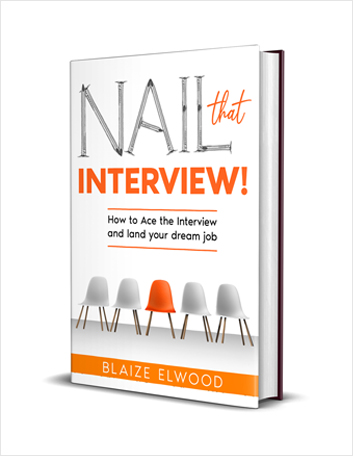 NAIL that
INTERVIEW!
How to Ace the Interview
and land your dream job
BLAIZE ELWOOD